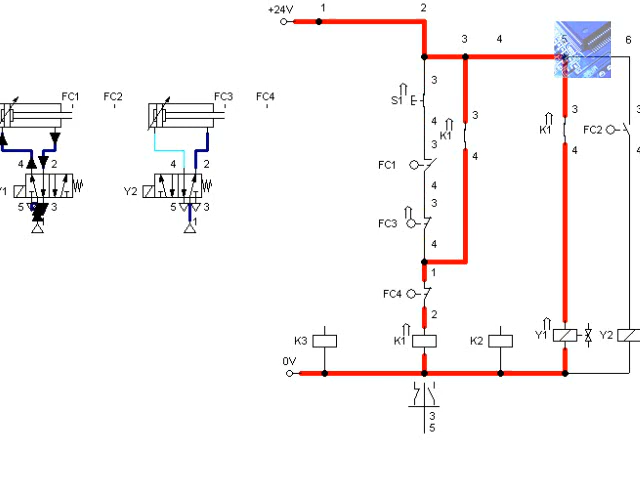 +24V 1 2
3 4 5 6
FC1 FC2 FC3 FC4
3 3 3
S1 K1 K1 FC2
4 4 4 4
3
FC1
4 2 4 2 4
Y1 Y2
5 3 5 3 3
FC3
1 1
4
1
FC4
2
K3 K1 K2 Y1 Y2
0V
3
5